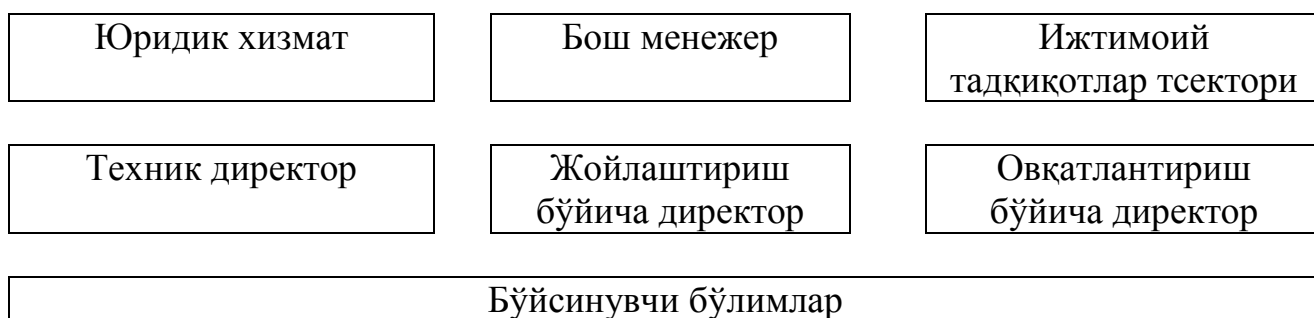 Юридик хизмат
Бош менежер
Ижтимоий
тадқиқотлар тсектори
Техник директор
Жойлаштириш
бўйича директор
Овқатлантириш
бўйича директор
Бўйсинувчи бўлимлар